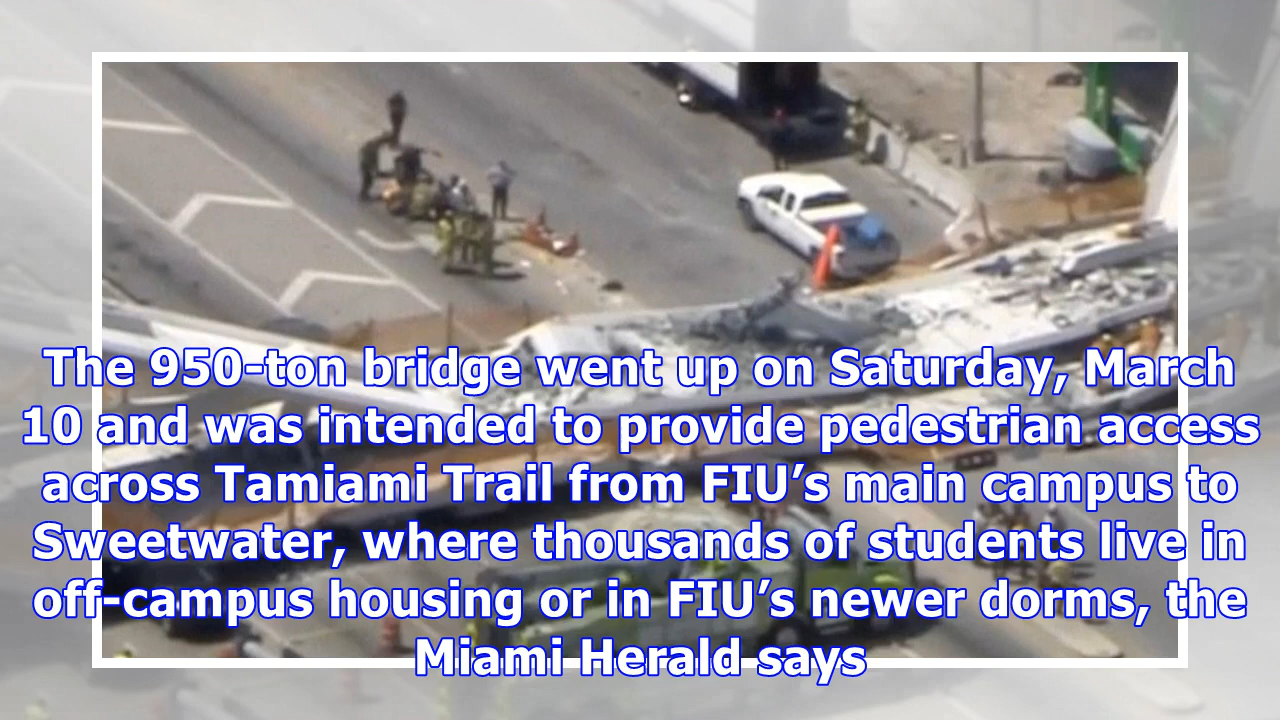 The 950-ton bridge went up on Saturday, March
10 and was intended to provide pedestrian access
across Tamiami Trail from FIU’s main campus to
Sweetwater, where thousands of students live in
off-campus housing or in FIU’s newer dorms, the
Miami Herald says